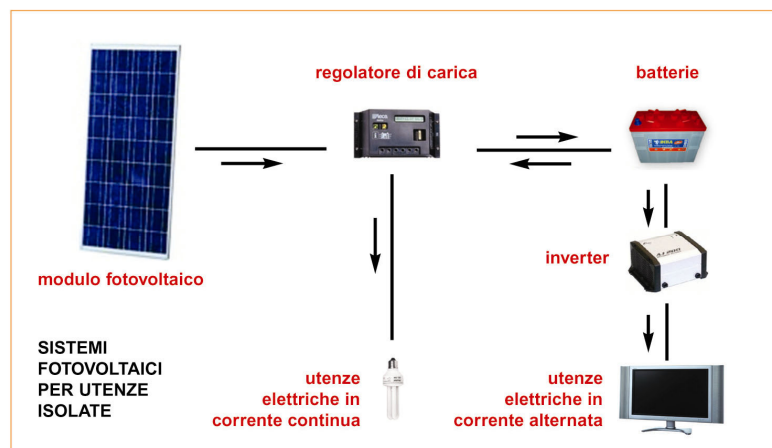 regolatore di carica
batterie
modulo fotovoltaico
inverter
SISTEMI
FOTOVOLTAICI
PER UTENZE
ISOLATE
utenze
elettriche in
corrente continua
utenze
elettriche in
corrente alternata